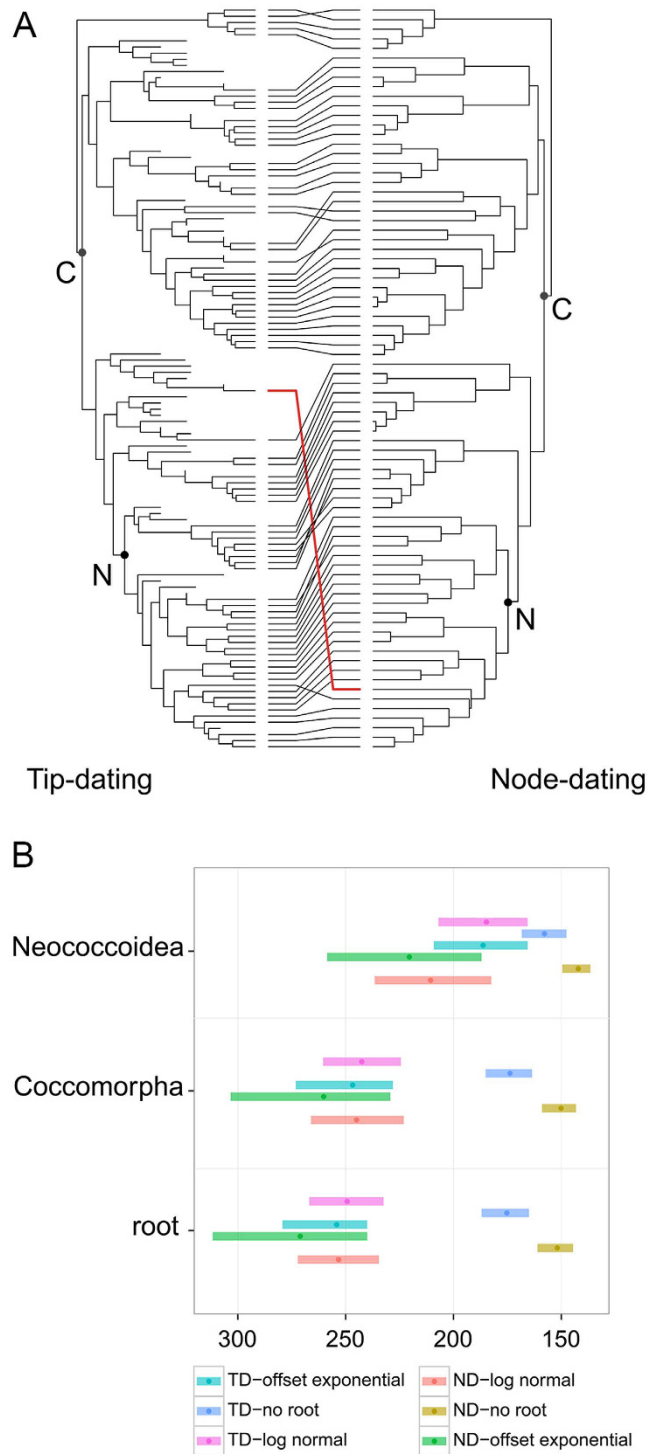 A
C
C
N
N
Tip-dating
Node-dating
B
Neococcoidea
Coccomorpha
root
300 250 200 150
TD−offset exponential ND−log normal
TD−no root ND−no root
TD−log normal ND−offset exponential